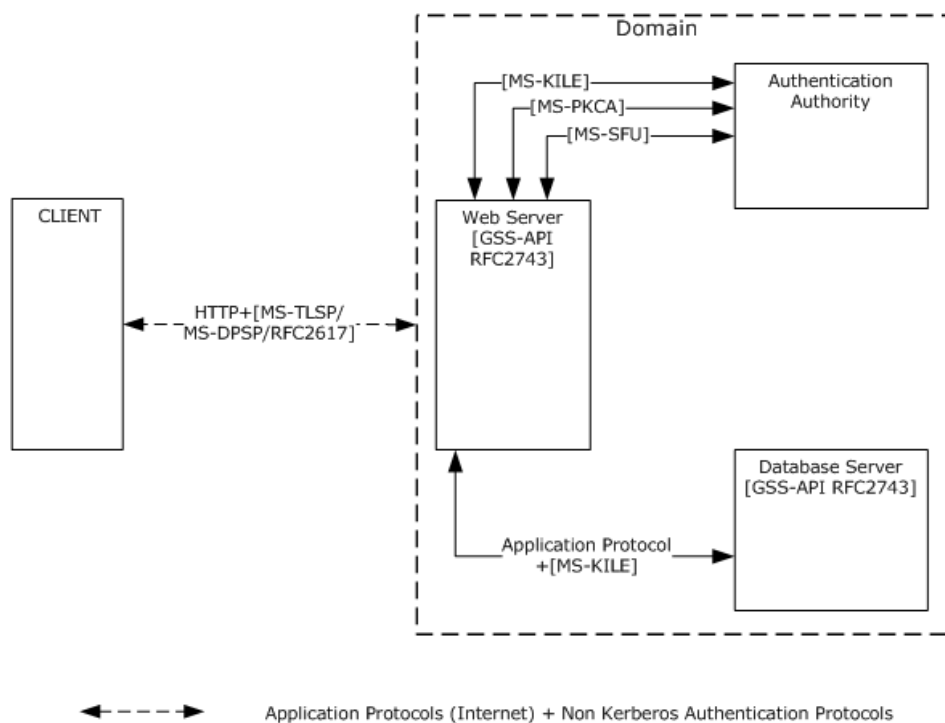 Domain
[MS-KILE]
[MS-PKCA]
[MS-SFU]
Authentication
Authority
CLIENT
Web Server
[GSS-API
RFC2743]
HTTP+[MS-TLSP/
MS-DPSP/RFC2617]
Database Server
[GSS-API RFC2743]
Application Protocol
+[MS-KILE]
Application Protocols (Internet) + Non Kerberos Authentication Protocols